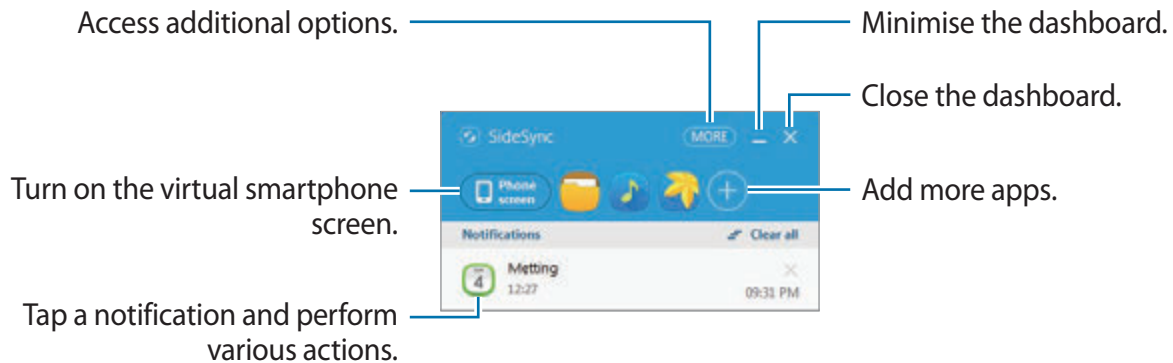 Access additional options.
Minimise the dashboard.
Close the dashboard.
SideSync
MORE
Turn on the virtual smartphone
screen.
Phone
screen
Add more apps.
Notifications
Clear all
4
Metting
12:27
09:31 PM
Tap a notification and perform
various actions.